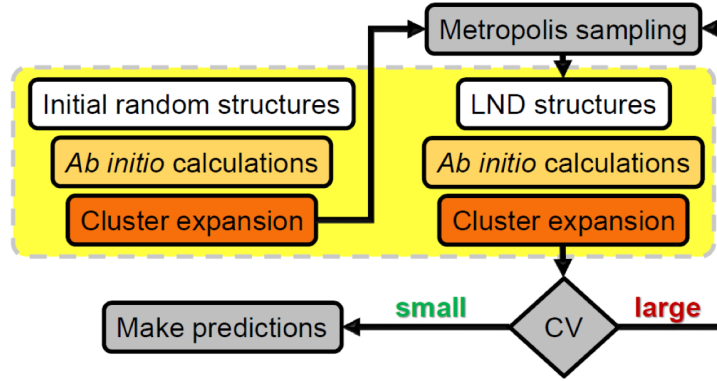 Metropolis sampling
Initial random structures
LND structures
Ab initio calculations
Ab initio calculations
Cluster expansion
Cluster expansion
small
CV
large
Make predictions